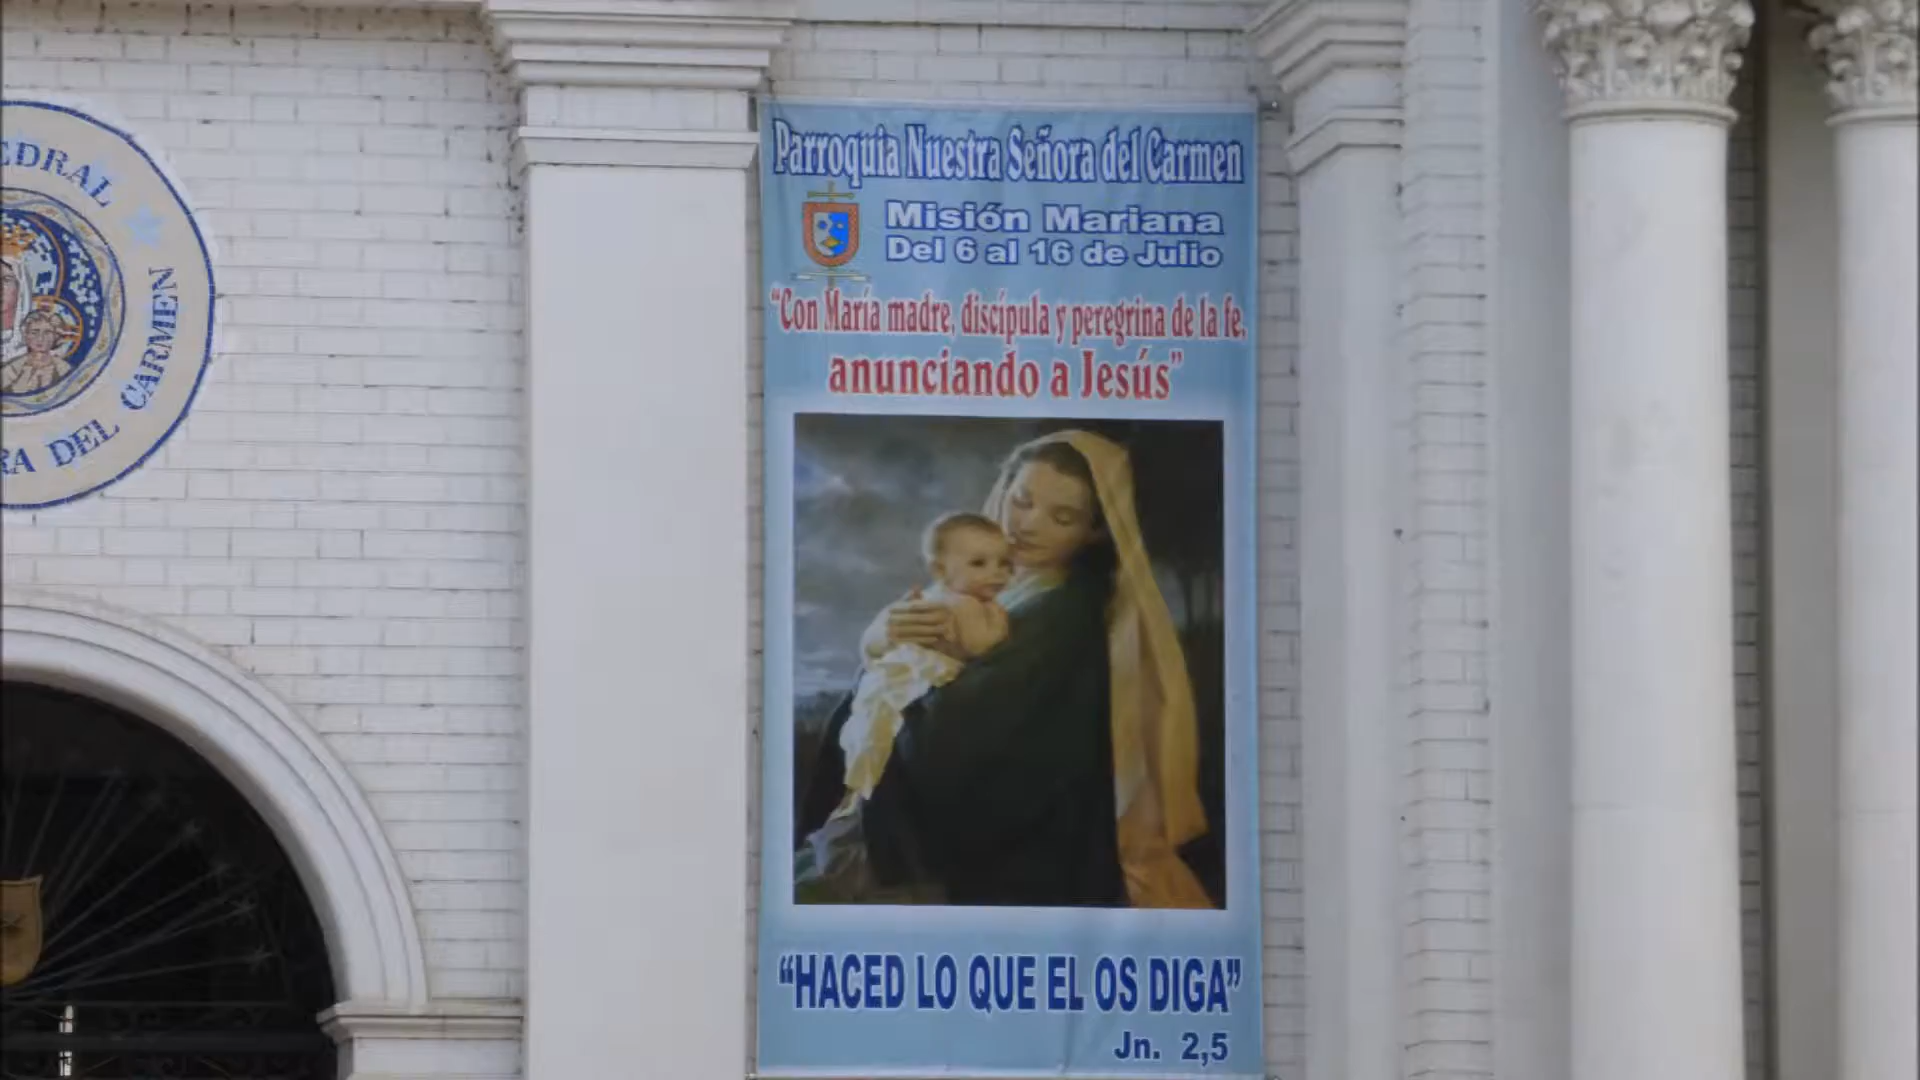 EDRAL
RA DEL CARMEN
Parroquia Nuestra Señora del Carmen
Misión Mariana
Del 6 al 16 de Julio
“Con María madre, discípula y peregrina de la fe,
anunciando a Jesús”
“HACED LO QUE EL OS DIGA”
Jn. 2,5